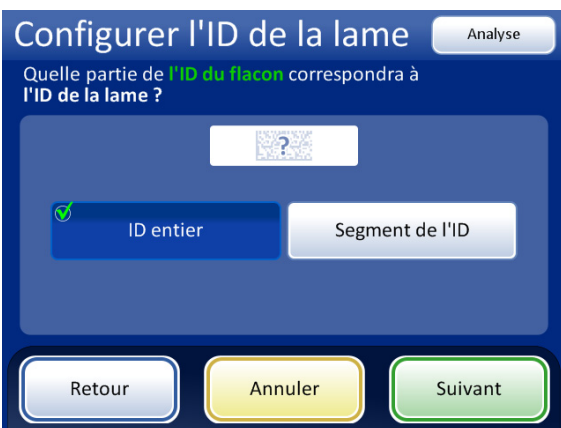 Configurer l'ID de la lame
Analyse
Quelle partie de l'ID du flacon correspondra à
l'ID de la lame ?
?
ID entier
Segment de l'ID
Retour
Annuler
Suivant